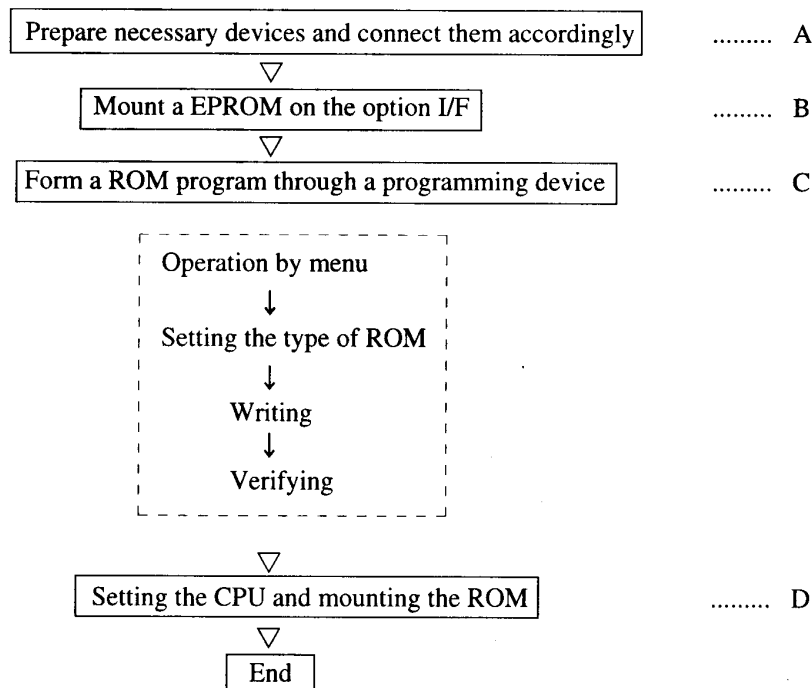 Prepare necessary devices and connect them accordingly ......... A
Mount a EPROM on the option I/F ......... B
Form a ROM program through a programming device ......... C
Operation by menu
Setting the type of ROM
Writing
Verifying
Setting the CPU and mounting the ROM ......... D
End